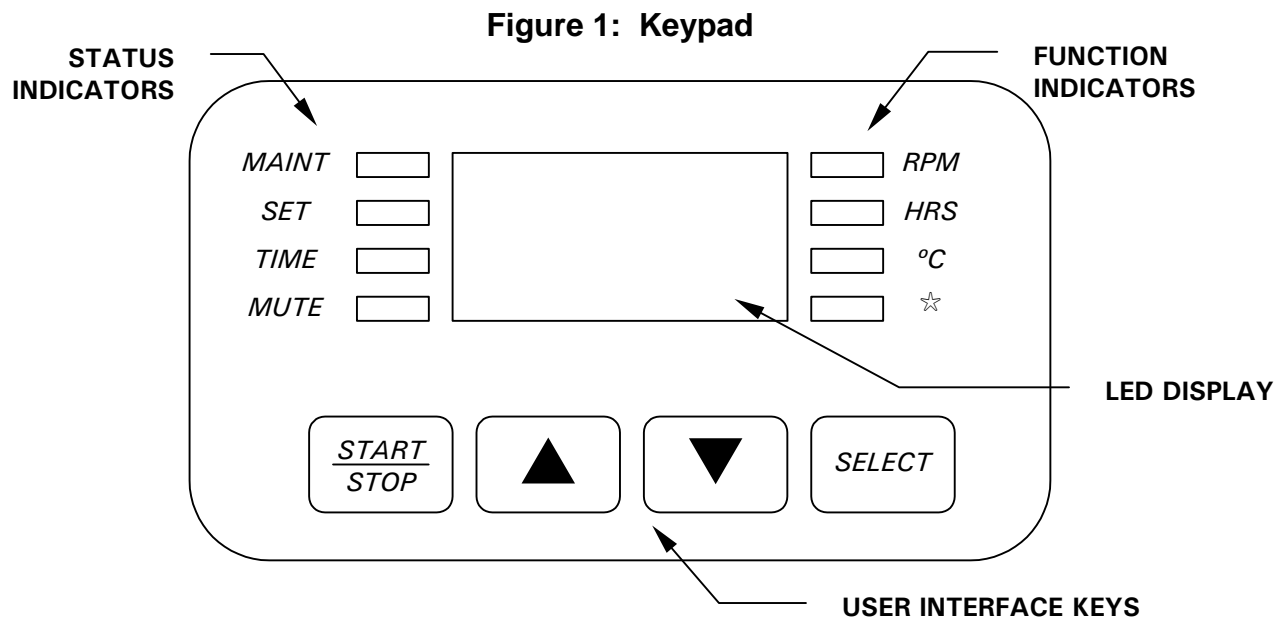 Figure 1: Keypad
STATUS
INDICATORS
FUNCTION
INDICATORS
MAINT
RPM
SET
HRS
TIME
ºC
MUTE
☆
LED DISPLAY
START
STOP
▲
▼
SELECT
USER INTERFACE KEYS